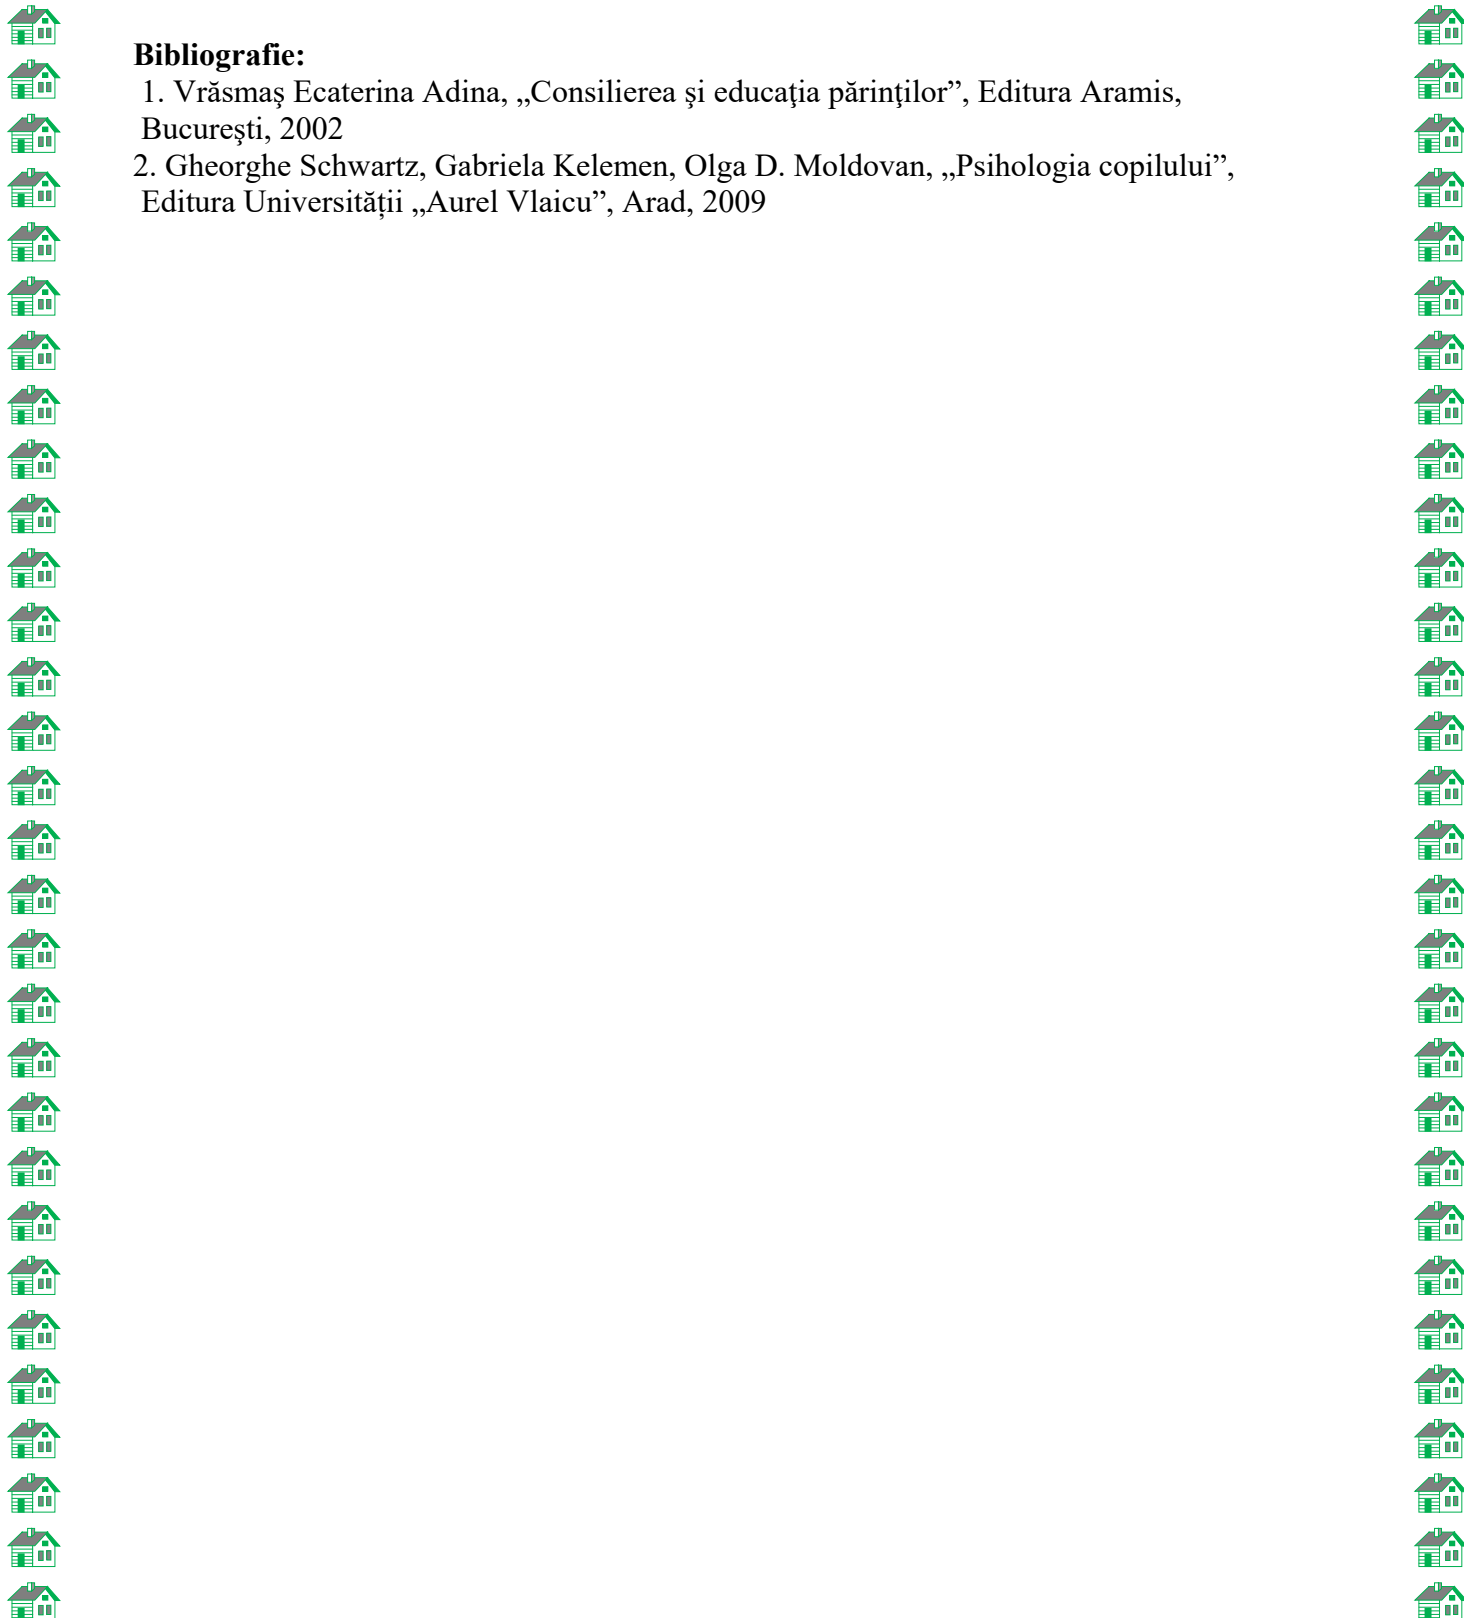 Bibliografie:
1. Vrăsmaş Ecaterina Adina, „Consilierea şi educaţia părinţilor”, Editura Aramis,
Bucureşti, 2002
2. Gheorghe Schwartz, Gabriela Kelemen, Olga D. Moldovan, „Psihologia copilului”,
Editura Universității „Aurel Vlaicu”, Arad, 2009